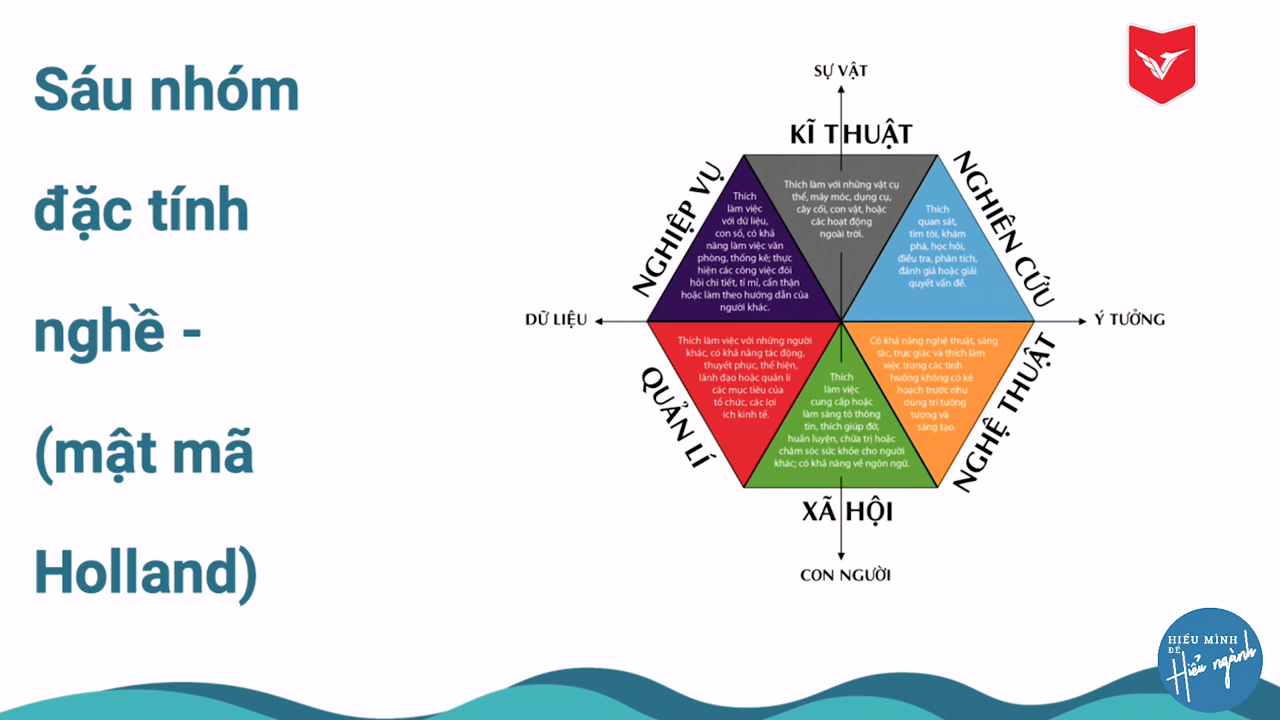 Sáu nhóm
đặc tính
nghề -
(mật mã
Holland)
SỰ VẬT
KĨ THUẬT
Thích làm với những vật cụ
thể, máy móc, dụng cụ,
cây cối, con vật, hoặc
các hoạt động
ngoài trời.
NGHIỆP VỤ
Thích
làm việc
với dữ liệu,
con số, có khả
năng làm việc văn
phòng, thống kê; thực
hiện các công việc đòi
hỏi chi tiết, tỉ mỉ, cẩn thận
hoặc làm theo hướng dẫn của
người khác.
NGHIÊN CỨU
Thích
quan sát,
tìm tòi, khám
phá, học hỏi,
điều tra, phân tích,
đánh giá hoặc giải
quyết vấn đề.
DỮ LIỆU
Ý TƯỞNG
QUẢN LÍ
Thích làm việc với những người
khác, có khả năng tác động,
thuyết phục, thể hiện,
lãnh đạo hoặc quản lí
các mục tiêu của
tổ chức, các lợi
ích kinh tế.
Thích
làm việc
cung cấp hoặc
làm sáng tỏ thông
tin, thích giúp đỡ,
huấn luyện, chữa trị hoặc
chăm sóc sức khỏe cho người
khác; có khả năng về ngôn ngữ.
Có khả năng nghệ thuật, sáng
tác, trực giác và thích làm
việc trong các tình
huống không có kế
hoạch trước như
dùng trí tưởng
tượng và
sáng tạo.
NGHỆ THUẬT
XÃ HỘI
CON NGƯỜI
HIỂU MÌNH
ĐỂ
Hiểu ngành